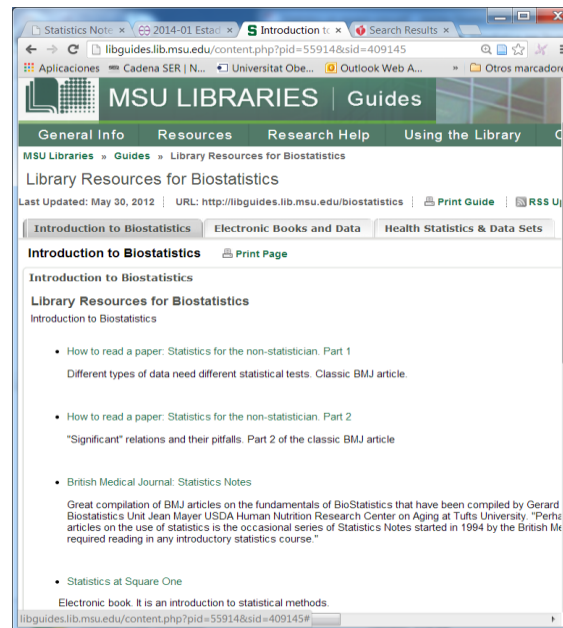 Statistics Note
2014-01 Estad
Introduction to
Search Results
libguides.lib.msu.edu/content.php?pid=55914&sid=409145
Aplicaciones
Cadena SER | N...
Universitat Obe...
Outlook Web A...
»
Otros marcadore
MSU LIBRARIES | Guides
General Info Resources Research Help Using the Library
MSU Libraries » Guides » Library Resources for Biostatistics
Library Resources for Biostatistics
Last Updated: May 30, 2012 | URL: http://libguides.lib.msu.edu/biostatistics | Print Guide | RSS Up
Introduction to Biostatistics Electronic Books and Data Health Statistics & Data Sets
Introduction to Biostatistics Print Page
Introduction to Biostatistics
Library Resources for Biostatistics
Introduction to Biostatistics
• How to read a paper: Statistics for the non-statistician. Part 1
Different types of data need different statistical tests. Classic BMJ article.
• How to read a paper: Statistics for the non-statistician. Part 2
"Significant" relations and their pitfalls. Part 2 of the classic BMJ article
• British Medical Journal: Statistics Notes
Great compilation of BMJ articles on the fundamentals of BioStatistics that have been compiled by Gerard
Biostatistics Unit Jean Mayer USDA Human Nutrition Research Center on Aging at Tufts University. "Perha
articles on the use of statistics is the occasional series of Statistics Notes started in 1994 by the British Me
required reading in any introductory statistics course."
• Statistics at Square One
Electronic book. It is an introduction to statistical methods.
libguides.lib.msu.edu/content.php?pid=55914&sid=409145#